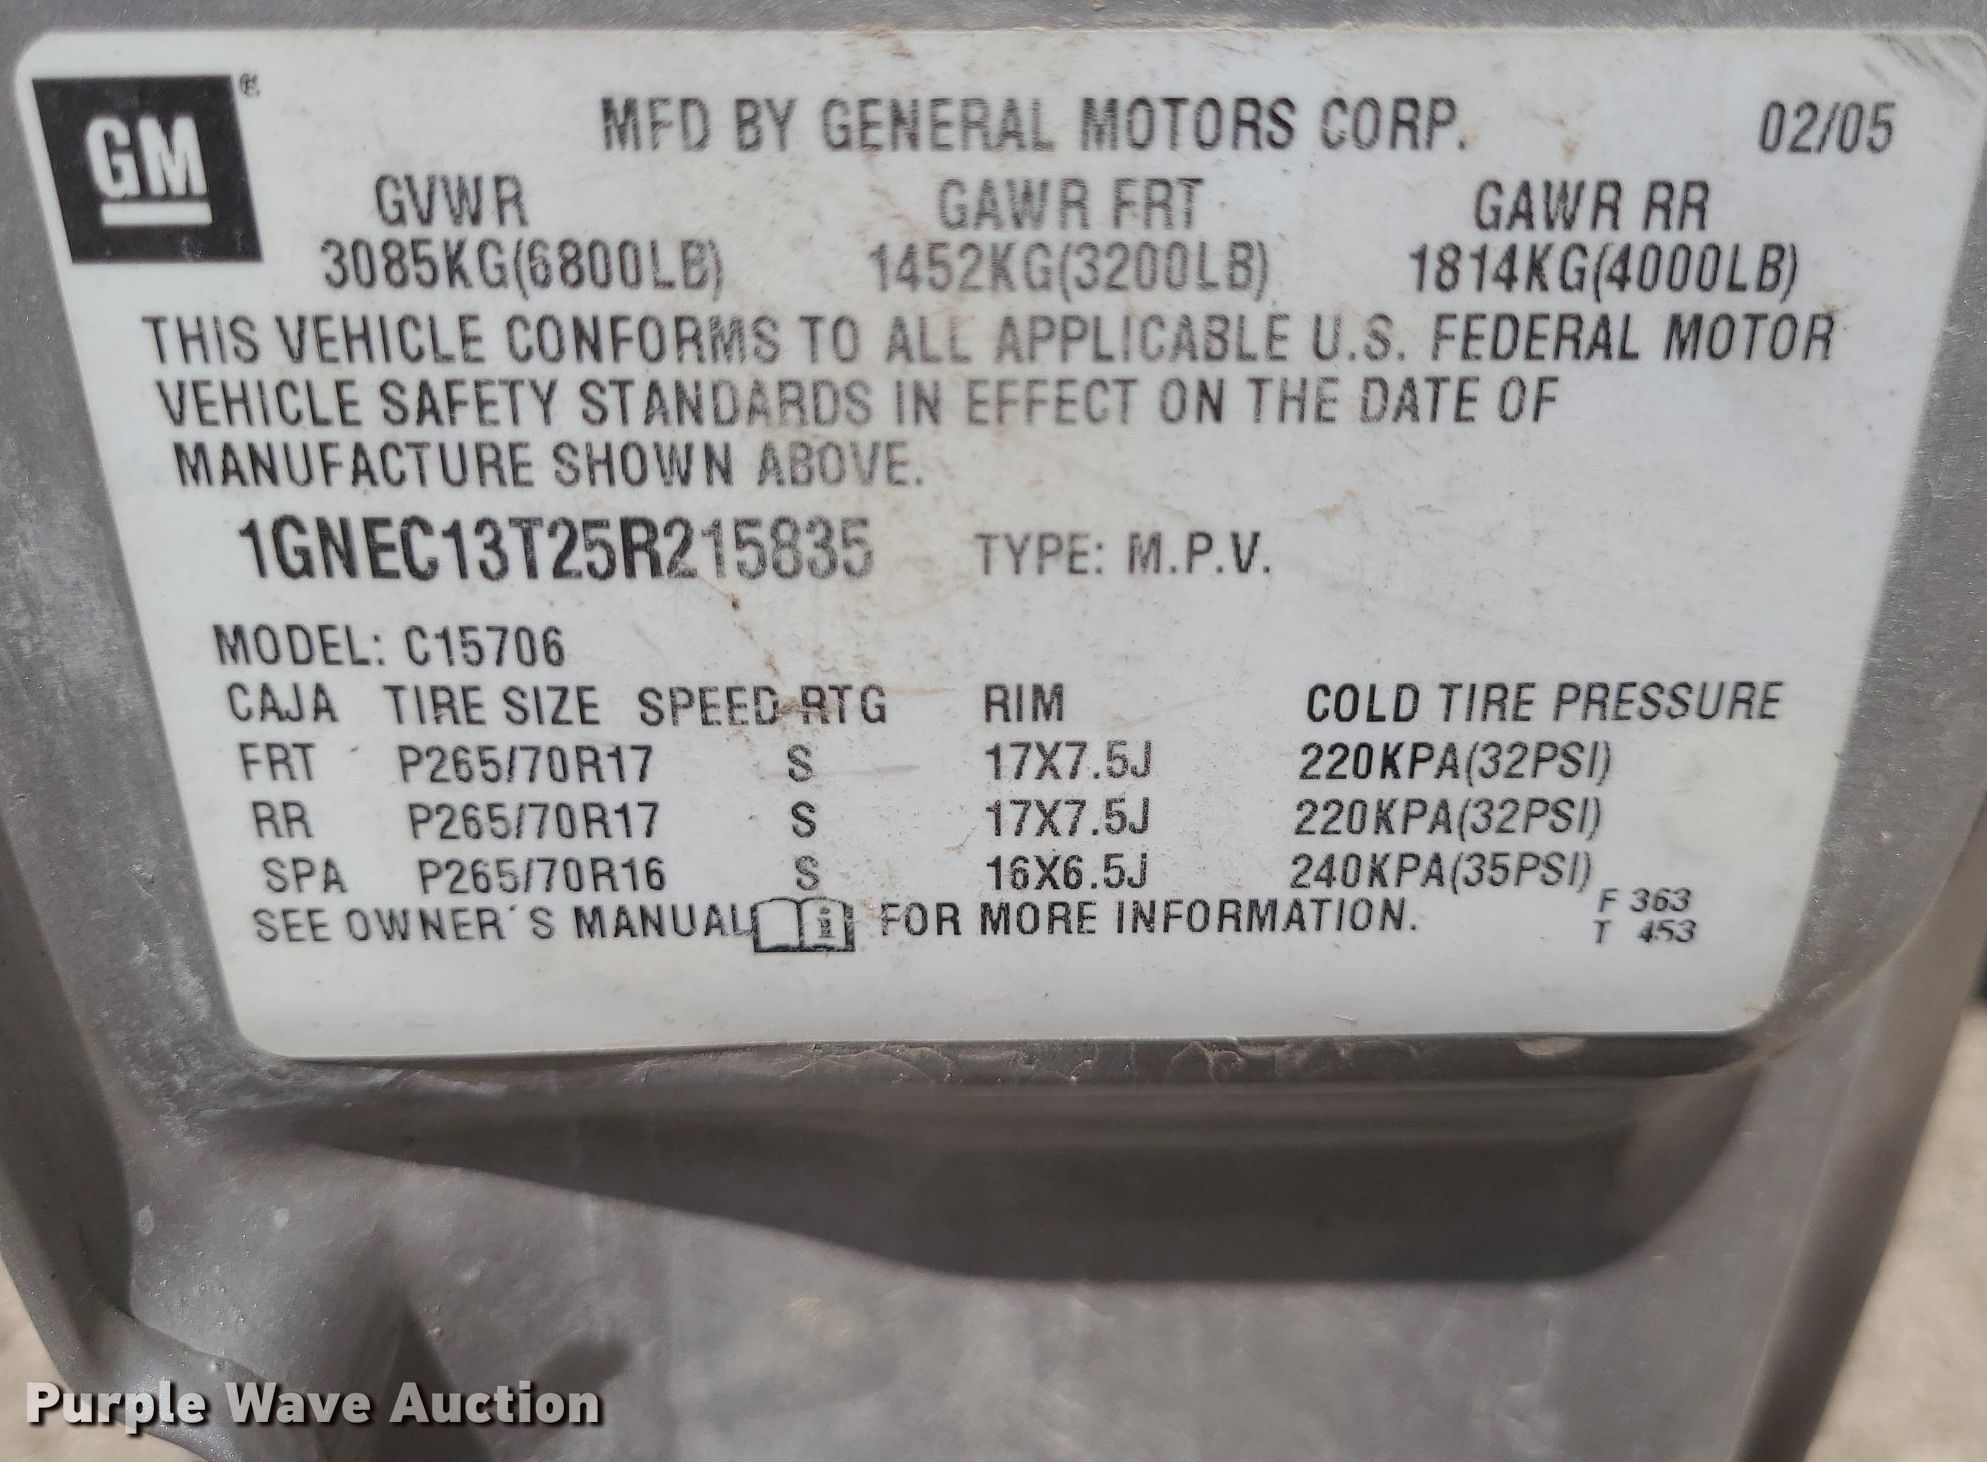 GM ®
MFD BY GENERAL MOTORS CORP. 02/05
GVWR GAWR FRT GAWR RR
3085KG(6800LB) 1452KG(3200LB) 1814KG(4000LB)
THIS VEHICLE CONFORMS TO ALL APPLICABLE U.S. FEDERAL MOTOR
VEHICLE SAFETY STANDARDS IN EFFECT ON THE DATE OF
MANUFACTURE SHOWN ABOVE.
1GNEC13T25R215835 TYPE: M.P.V.
MODEL: C15706
CAJA TIRE SIZE SPEED RTG RIM COLD TIRE PRESSURE
FRT P265/70R17 S 17X7.5J 220KPA(32PSI)
RR P265/70R17 S 17X7.5J 220KPA(32PSI)
SPA P265/70R16 S 16X6.5J 240KPA(35PSI)
SEE OWNER´S MANUAL i FOR MORE INFORMATION.
F 363
T 453
Purple Wave Auction